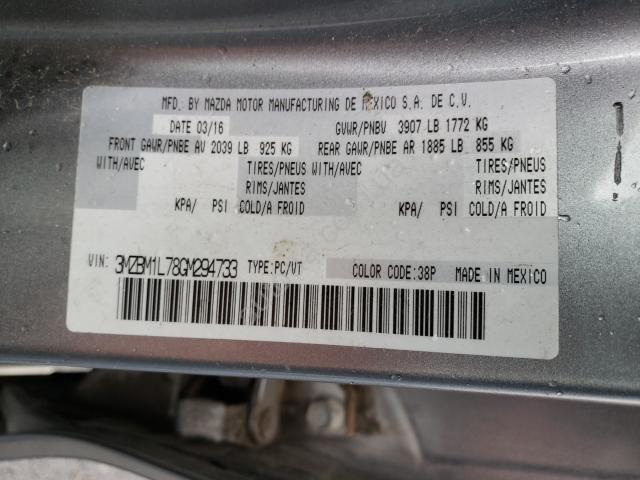 MFD. BY MAZDA MOTOR MANUFACTURING DE MEXICO S.A. DE C.V.
DATE 03/16 GVWR/PNBV 3907 LB 1772 KG
FRONT GAWR/PNBE AV 2039 LB 925 KG REAR GAWR/PNBE AR 1885 LB 855 KG
WITH/AVEC TIRES/PNEUS WITH/AVEC TIRES/PNEUS
RIMS/JANTES RIMS/JANTES
KPA/ PSI COLD/A FROID KPA/ PSI COLD/A FROID
VIN: 3MZBM1L78GM294733 TYPE:PC/VT COLOR CODE:38P MADE IN MEXICO